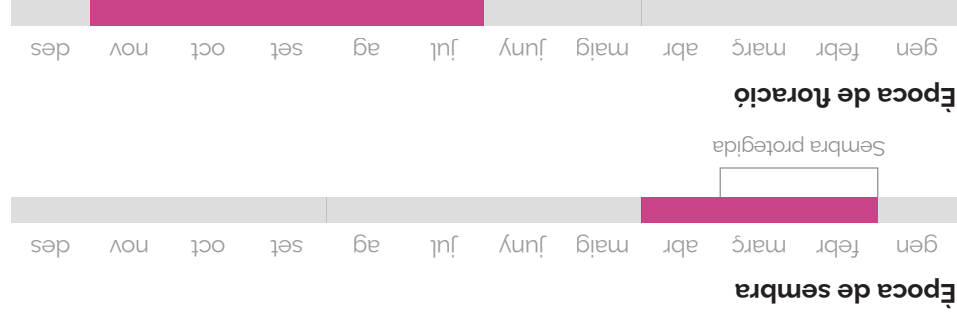 Època de sembra
gen febr març abr maig juny jul ag set oct nov des
Sembra protegida
Època de floració
gen febr març abr maig juny jul ag set oct nov des